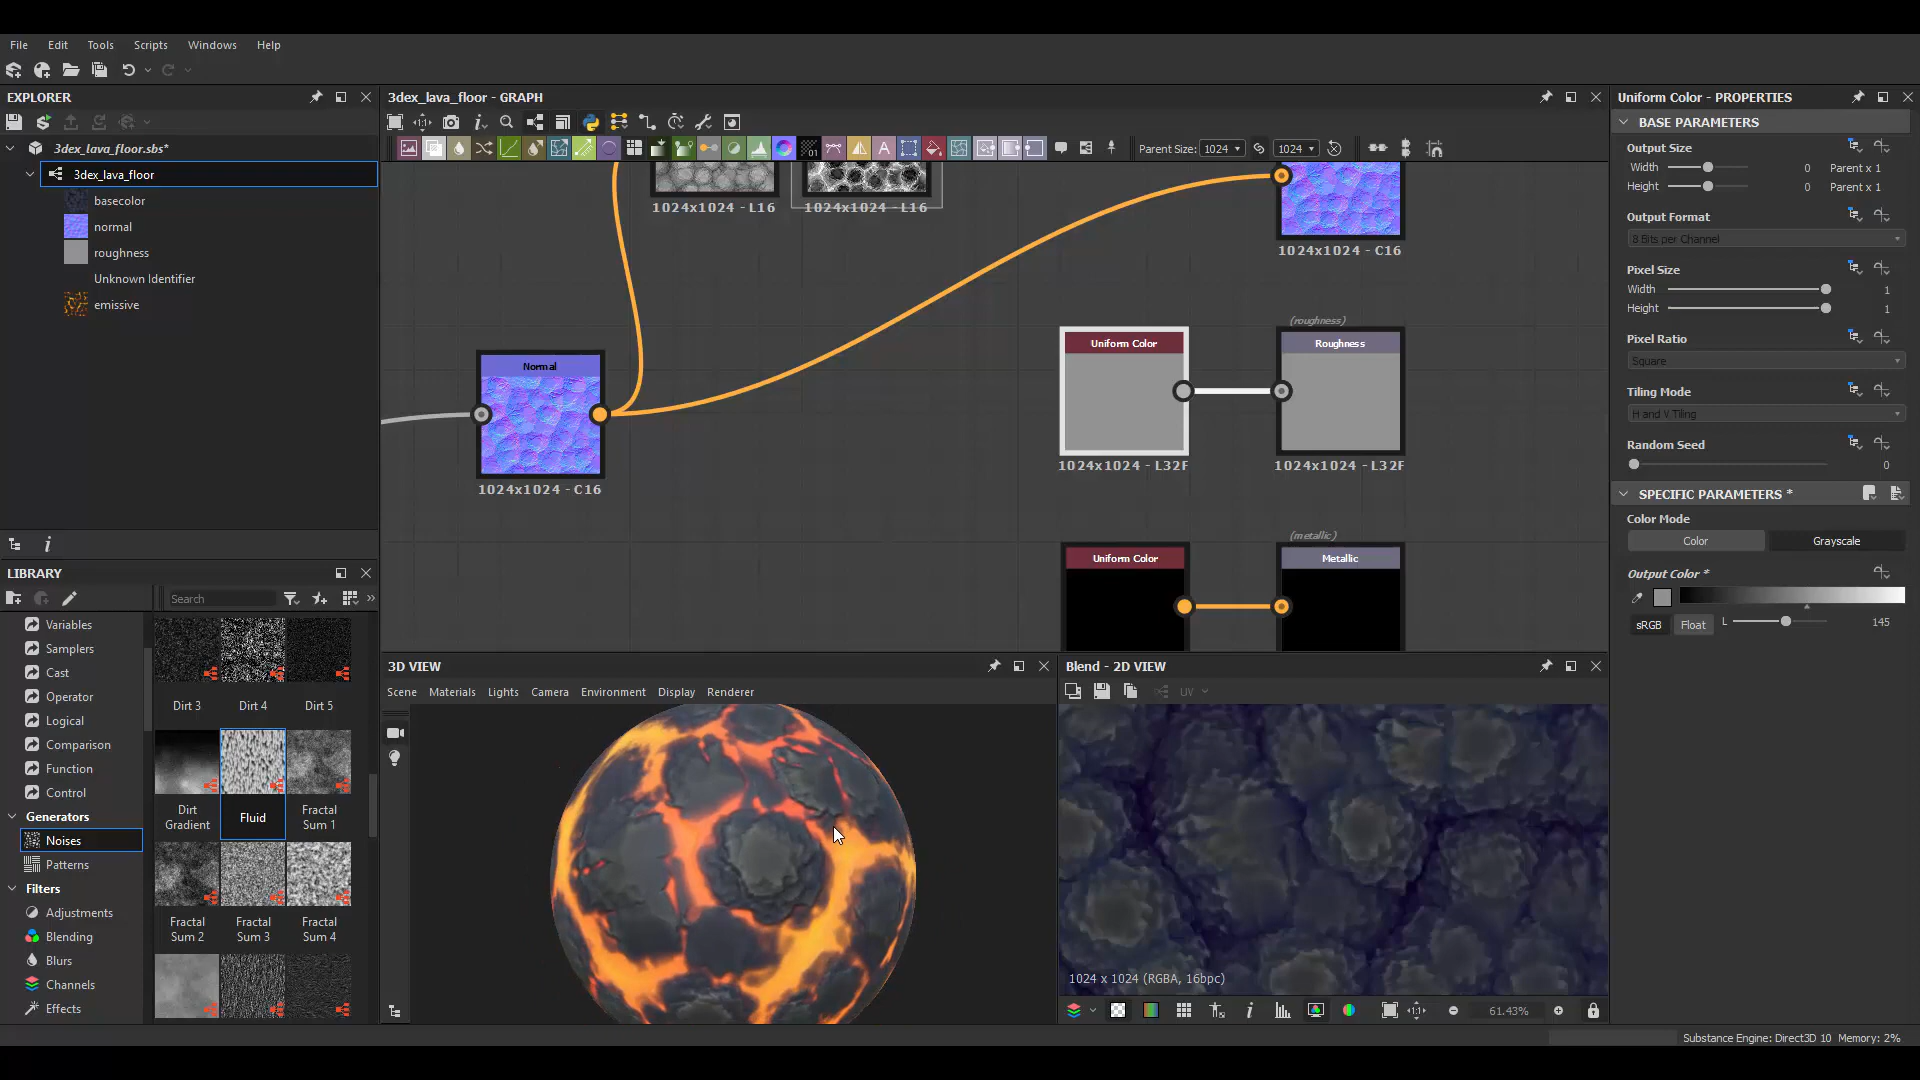 File Edit Tools Scripts Windows Help
EXPLORER
3dex_lava_floor.sbs*
3dex_lava_floor
basecolor
normal
roughness
Unknown Identifier
emissive
LIBRARY
Search
Variables
Samplers
Cast
Operator
Logical
Comparison
Function
Control
Generators
Noises
Patterns
Filters
Adjustments
Blending
Blurs
Channels
Effects
Dirt 3 Dirt 4 Dirt 5
Dirt Gradient
Fluid
Fractal Sum 1
Fractal Sum 2
Fractal Sum 3
Fractal Sum 4
3dex_lava_floor - GRAPH
Parent Size: 1024 1024
1024x1024 - L16
1024x1024 - L16
1024x1024 - C16
Normal
1024x1024 - C16
Uniform Color
1024x1024 - L32F
(roughness)
Roughness
1024x1024 - L32F
Uniform Color
(metallic)
Metallic
3D VIEW
Scene Materials Lights Camera Environment Display Renderer
Blend - 2D VIEW
UV
1024 x 1024 (RGBA, 16bpc)
61.43%
Uniform Color - PROPERTIES
BASE PARAMETERS
Output Size
Width 0 Parent x 1
Height 0 Parent x 1
Output Format
8 Bits per Channel
Pixel Size
Width 1
Height 1
Pixel Ratio
Square
Tiling Mode
H and V Tiling
Random Seed
0
SPECIFIC PARAMETERS *
Color Mode
Color Grayscale
Output Color *
sRGB Float L 145
Substance Engine: Direct3D 10 Memory: 2%